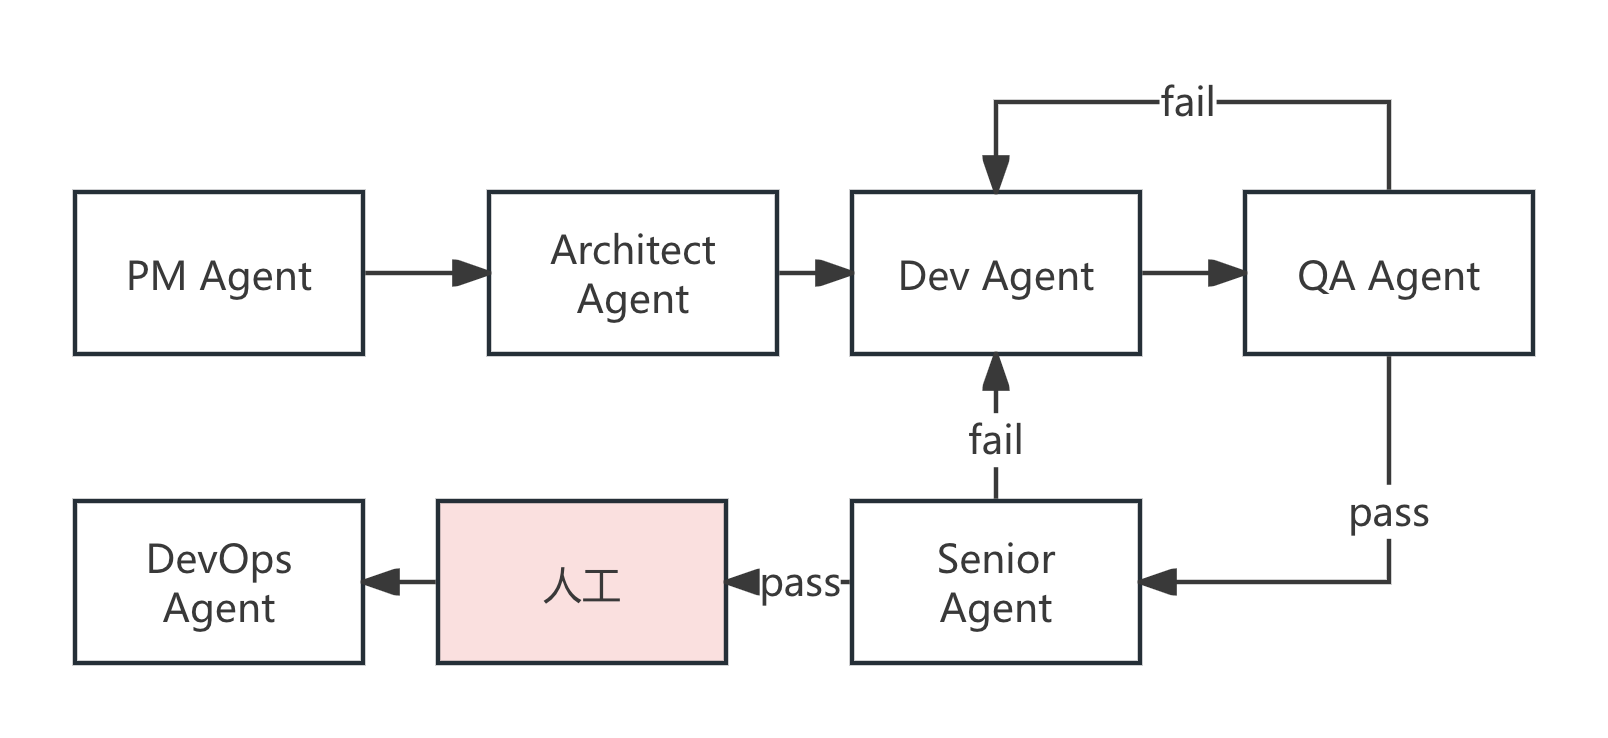 fail
PM Agent
Architect
Agent
Dev Agent
QA Agent
fail
pass
DevOps
Agent
人工
pass
Senior
Agent